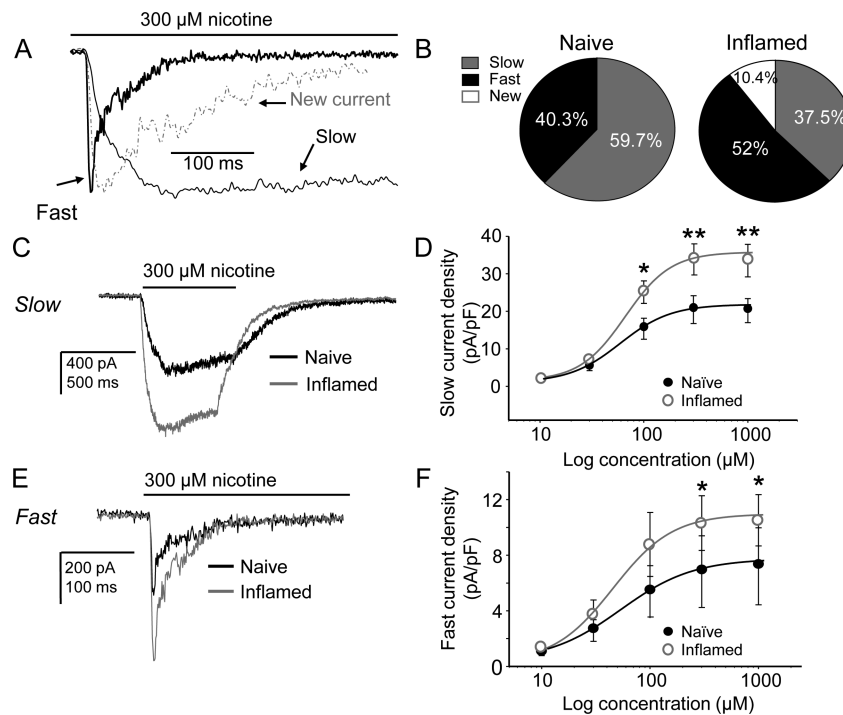 A
300 µM nicotine
New current
Slow
100 ms
Fast
B
Naive
Inflamed
Slow
Fast
New
40.3%
59.7%
10.4%
37.5%
52%
C
300 µM nicotine
Slow
400 pA
500 ms
Naive
Inflamed
D
Slow current density
(pA/pF)
40
30
20
10
0
*
**
**
Naïve
Inflamed
10
100
1000
Log concentration (µM)
E
300 µM nicotine
Fast
200 pA
100 ms
Naive
Inflamed
F
Fast current density
(pA/pF)
12
8
4
0
*
*
Naïve
Inflamed
10
100
1000
Log concentration (µM)